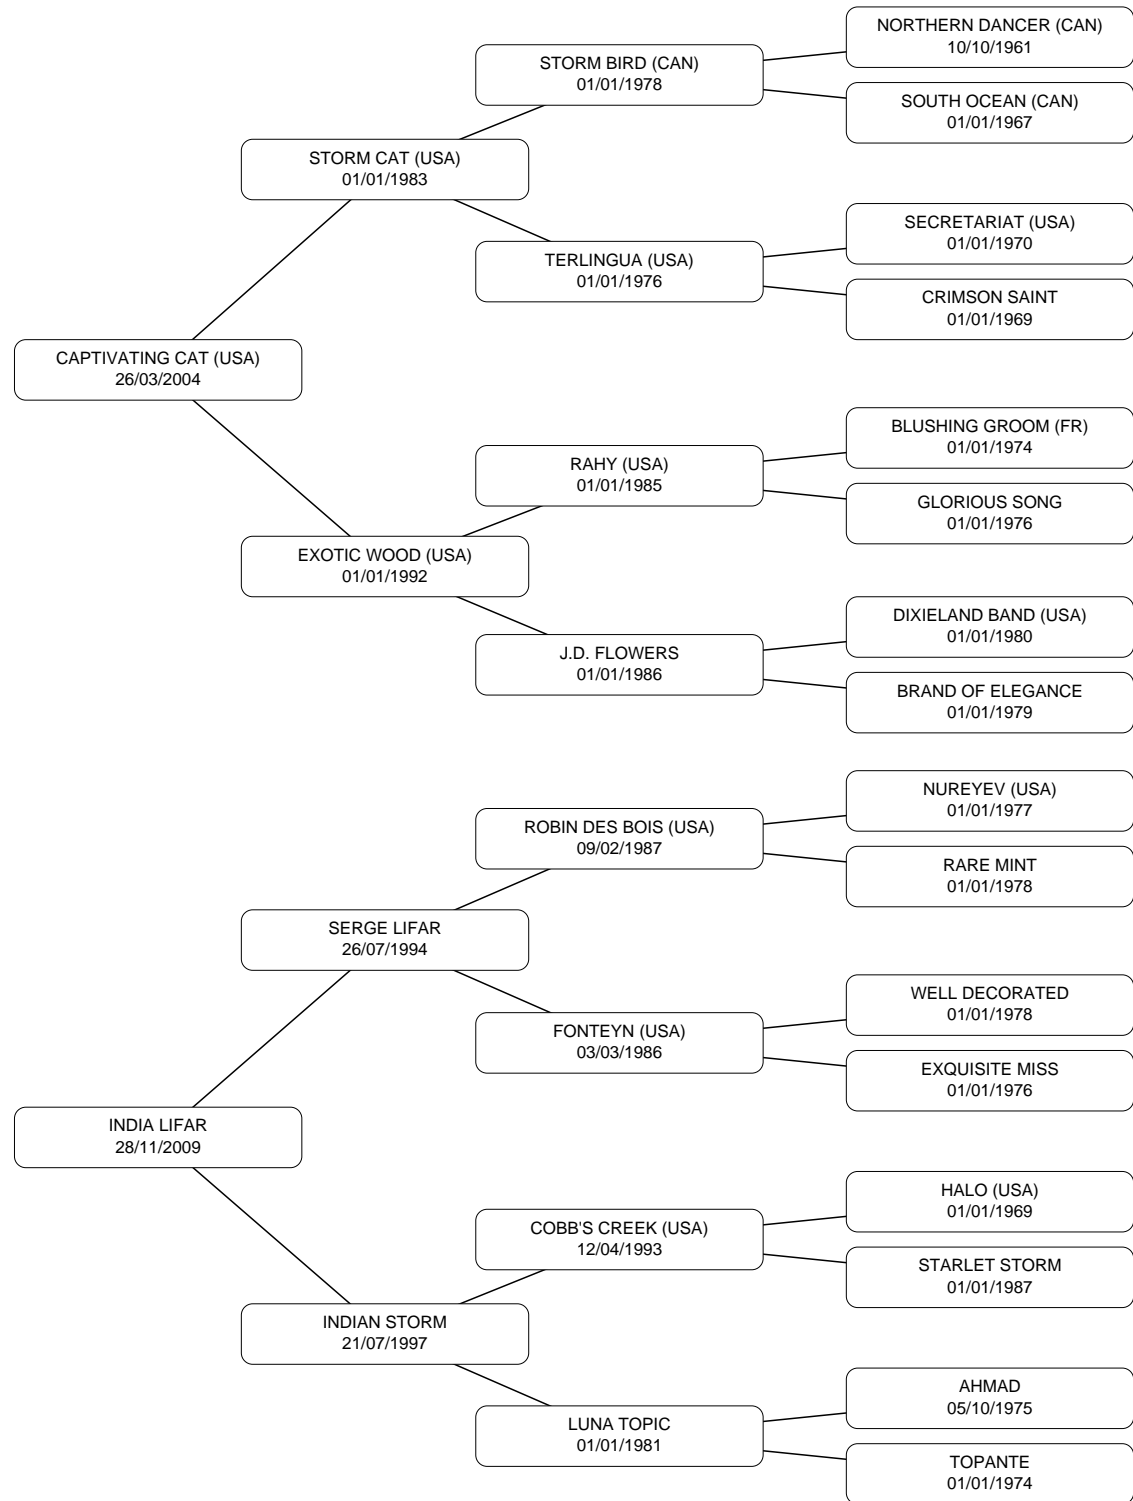 NORTHERN DANCER (CAN)
10/10/1961
STORM BIRD (CAN)
01/01/1978
SOUTH OCEAN (CAN)
01/01/1967
STORM CAT (USA)
01/01/1983
SECRETARIAT (USA)
01/01/1970
TERLINGUA (USA)
01/01/1976
CRIMSON SAINT
01/01/1969
CAPTIVATING CAT (USA)
26/03/2004
BLUSHING GROOM (FR)
01/01/1974
RAHY (USA)
01/01/1985
GLORIOUS SONG
01/01/1976
EXOTIC WOOD (USA)
01/01/1992
DIXIELAND BAND (USA)
01/01/1980
J.D. FLOWERS
01/01/1986
BRAND OF ELEGANCE
01/01/1979
NUREYEV (USA)
01/01/1977
ROBIN DES BOIS (USA)
09/02/1987
RARE MINT
01/01/1978
SERGE LIFAR
26/07/1994
WELL DECORATED
01/01/1978
FONTEYN (USA)
03/03/1986
EXQUISITE MISS
01/01/1976
INDIA LIFAR
28/11/2009
HALO (USA)
01/01/1969
COBB'S CREEK (USA)
12/04/1993
STARLET STORM
01/01/1987
INDIAN STORM
21/07/1997
AHMAD
05/10/1975
LUNA TOPIC
01/01/1981
TOPANTE
01/01/1974